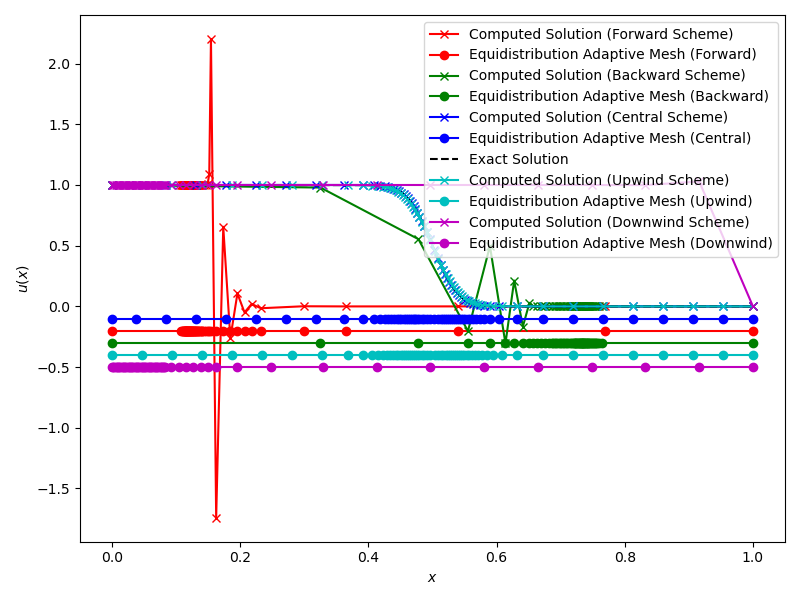 Computed Solution (Forward Scheme)
Equidistribution Adaptive Mesh (Forward)
Computed Solution (Backward Scheme)
Equidistribution Adaptive Mesh (Backward)
Computed Solution (Central Scheme)
Equidistribution Adaptive Mesh (Central)
Exact Solution
Computed Solution (Upwind Scheme)
Equidistribution Adaptive Mesh (Upwind)
Computed Solution (Downwind Scheme)
Equidistribution Adaptive Mesh (Downwind)
2.0
1.5
1.0
0.5
0.0
−0.5
−1.0
−1.5
u(x)
0.0 0.2 0.4 0.6 0.8 1.0
x